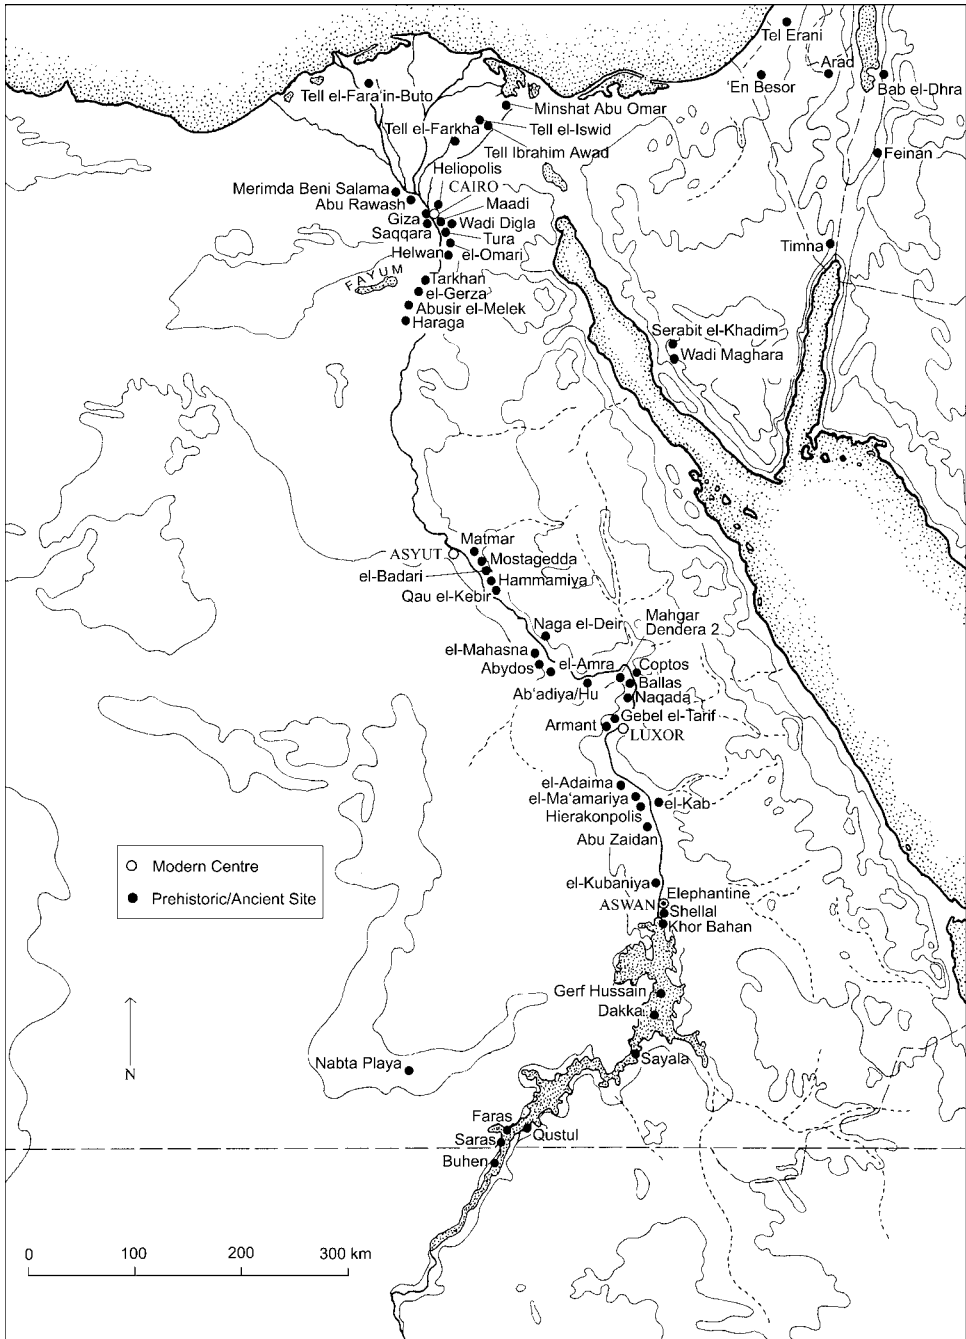 Tel Erani
Arad
'En Besor
Bab el-Dhra
Tell el-Fara'in-Buto
Minshat Abu Omar
Tell el-Farkha
Tell el-Iswid
Tell Ibrahim Awad
Feinan
Heliopolis
Merimda Beni Salama
CAIRO
Abu Rawash
Maadi
Giza
Wadi Digla
Saqqara
Tura
Helwan
el-Omari
Timna
FAYUM
Tarkhan
el-Gerza
Abusir el-Melek
Haraga
Serabit el-Khadim
Wadi Maghara
Matmar
ASYUT
Mostagedda
el-Badari
Hammamiya
Qau el-Kebir
Naga el-Deir
Mahgar
Dendera 2
el-Mahasna
Abydos
el-Amra
Coptos
Ballas
Ab'adiya/Hu
Naqada
Gebel el-Tarif
Armant
LUXOR
el-Adaima
el-Ma'amariya
el-Kab
Hierakonpolis
Abu Zaidan
Modern Centre
Prehistoric/Ancient Site
el-Kubaniya
Elephantine
ASWAN
Shellal
Khor Bahan
Gerf Hussain
Dakka
N
Nabta Playa
Sayala
Faras
Qustul
Saras
Buhen
0 100 200 300 km